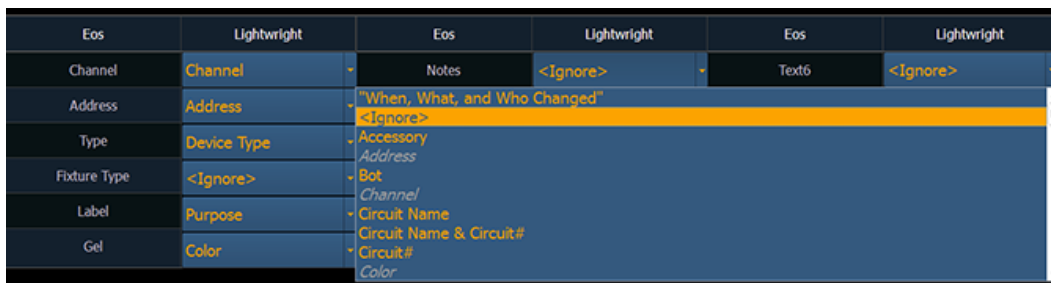 Eos Lightwright Eos Lightwright Eos Lightwright
Channel Channel Notes <Ignore> Text6 <Ignore>
Address Address "When, What, and Who Changed"
<Ignore>
Type Device Type Accessory
Address
Fixture Type <Ignore> Bot
Channel
Label Purpose Circuit Name
Circuit Name & Circuit#
Gel Color Circuit#
Color